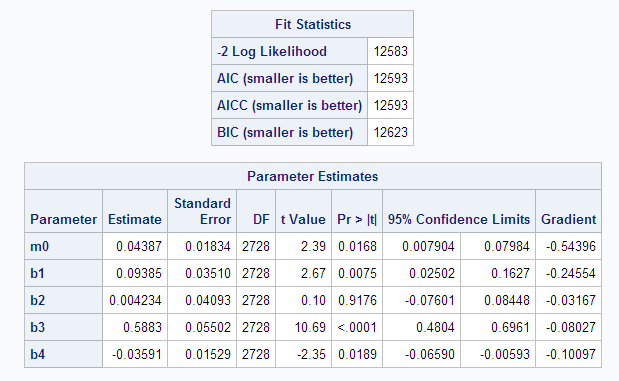 Fit Statistics
-2 Log Likelihood 12583
AIC (smaller is better) 12593
AICC (smaller is better) 12593
BIC (smaller is better) 12623
Parameter Estimates
Parameter Estimate Standard Error DF t Value Pr > |t| 95% Confidence Limits Gradient
m0 0.04387 0.01834 2728 2.39 0.0168 0.007904 0.07984 -0.54396
b1 0.09385 0.03510 2728 2.67 0.0075 0.02502 0.1627 -0.24554
b2 0.004234 0.04093 2728 0.10 0.9176 -0.07601 0.08448 -0.03167
b3 0.5883 0.05502 2728 10.69 <.0001 0.4804 0.6961 -0.08027
b4 -0.03591 0.01529 2728 -2.35 0.0189 -0.06590 -0.00593 -0.10097